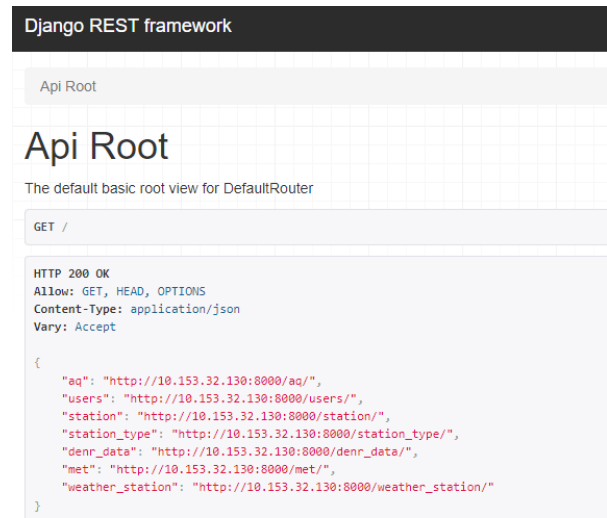 Django REST framework
Api Root
Api Root
The default basic root view for DefaultRouter
GET /
HTTP 200 OK
Allow: GET, HEAD, OPTIONS
Content-Type: application/json
Vary: Accept
{
"aq": "http://10.153.32.130:8000/aq/",
"users": "http://10.153.32.130:8000/users/",
"station": "http://10.153.32.130:8000/station/",
"station_type": "http://10.153.32.130:8000/station_type/",
"denr_data": "http://10.153.32.130:8000/denr_data/",
"met": "http://10.153.32.130:8000/met/",
"weather_station": "http://10.153.32.130:8000/weather_station/"
}